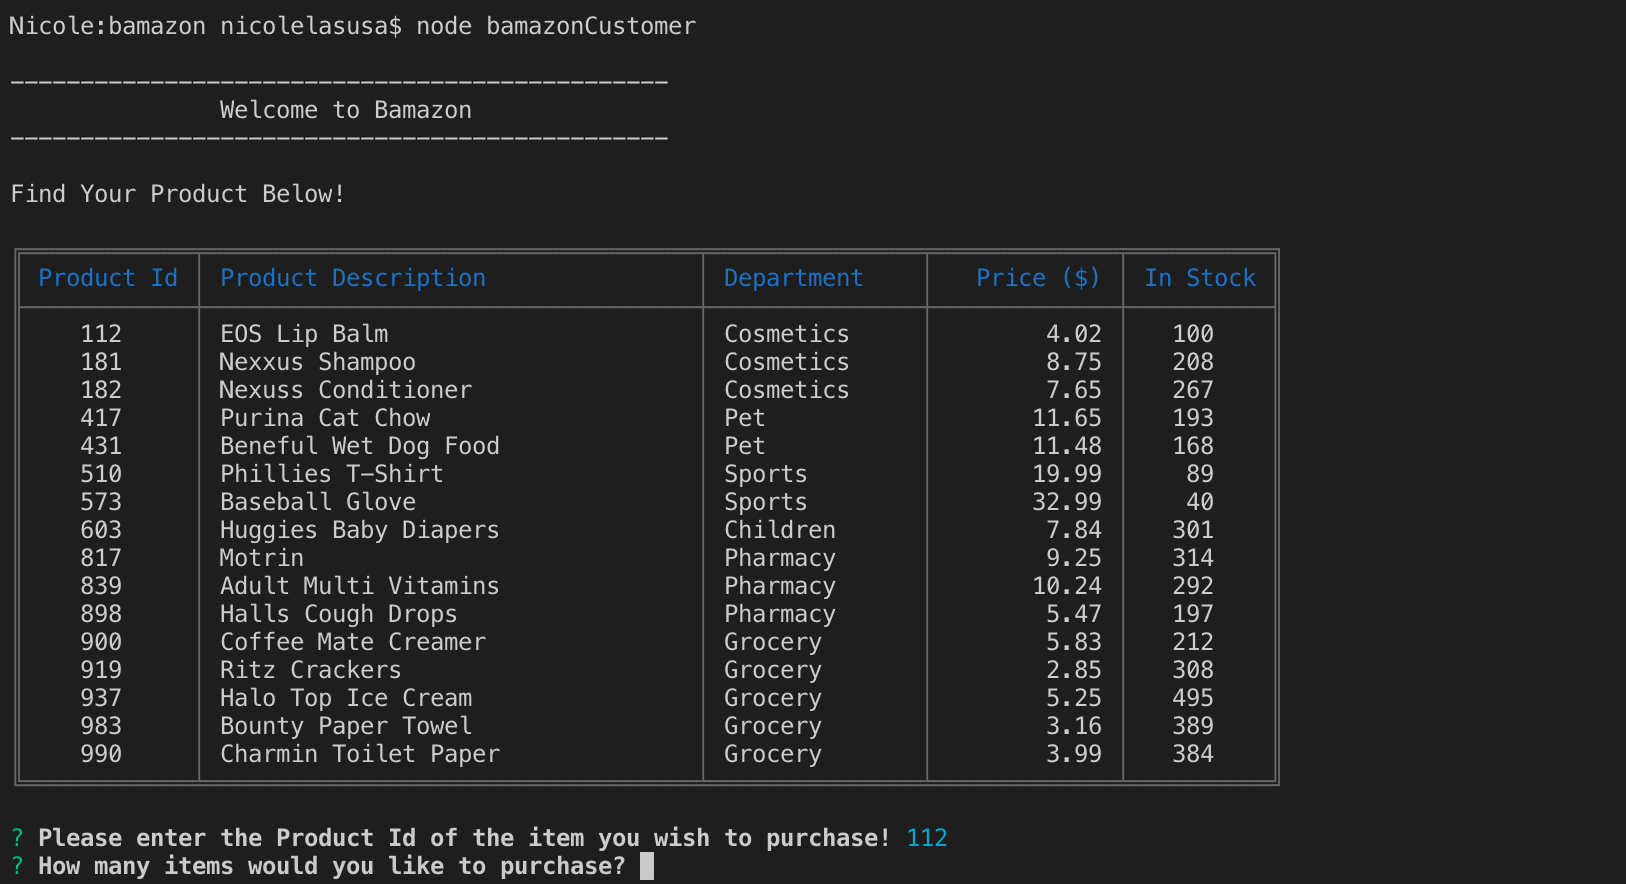 Nicole:bamazon nicolelasusa$ node bamazonCustomer
-----------------------------------------------
Welcome to Bamazon
-----------------------------------------------
Find Your Product Below!
Product Id Product Description Department Price ($) In Stock
112 EOS Lip Balm Cosmetics 4.02 100
181 Nexxus Shampoo Cosmetics 8.75 208
182 Nexuss Conditioner Cosmetics 7.65 267
417 Purina Cat Chow Pet 11.65 193
431 Beneful Wet Dog Food Pet 11.48 168
510 Phillies T-Shirt Sports 19.99 89
573 Baseball Glove Sports 32.99 40
603 Huggies Baby Diapers Children 7.84 301
817 Motrin Pharmacy 9.25 314
839 Adult Multi Vitamins Pharmacy 10.24 292
898 Halls Cough Drops Pharmacy 5.47 197
900 Coffee Mate Creamer Grocery 5.83 212
919 Ritz Crackers Grocery 2.85 308
937 Halo Top Ice Cream Grocery 5.25 495
983 Bounty Paper Towel Grocery 3.16 389
990 Charmin Toilet Paper Grocery 3.99 384
? Please enter the Product Id of the item you wish to purchase! 112
? How many items would you like to purchase?